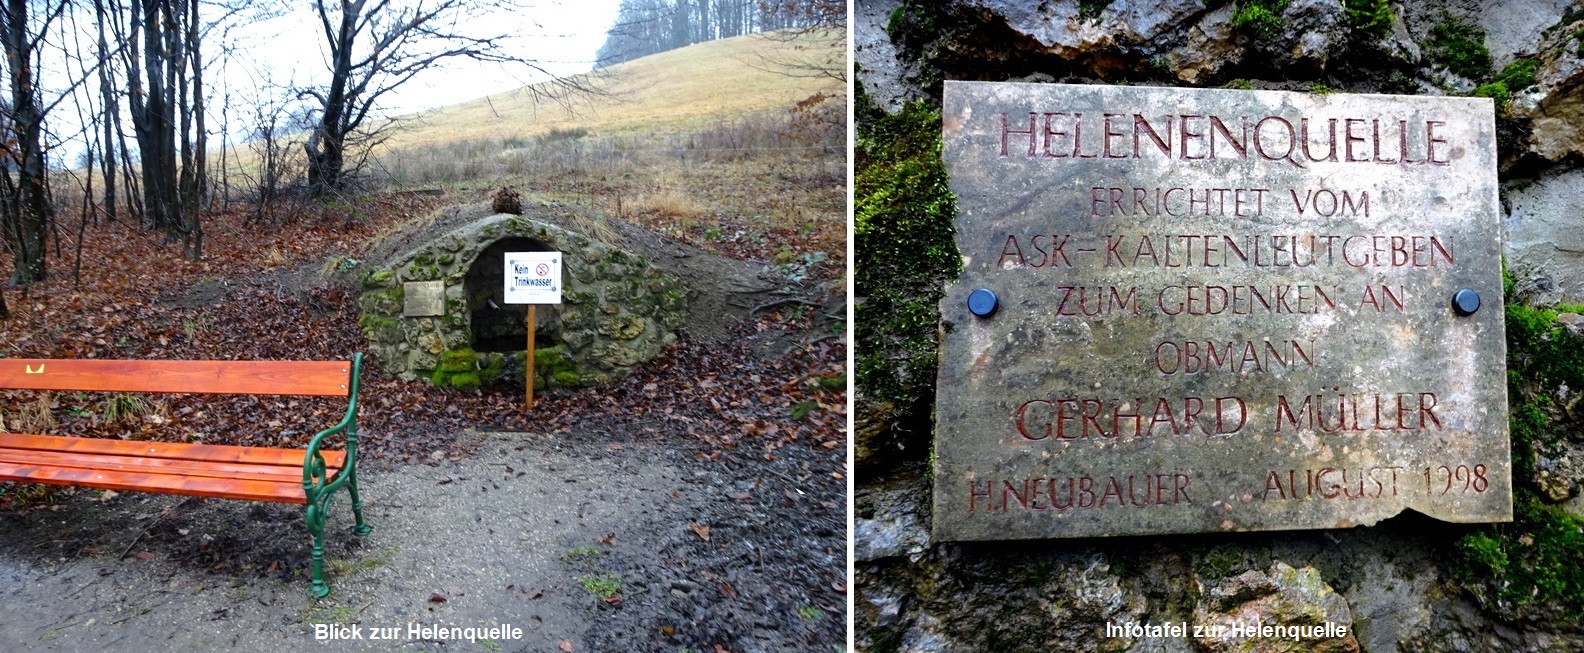 Kein
Trinkwasser
Blick zur Helenquelle
HELENENQUELLE
ERRICHTET VOM
ASK-KALTENLEUTGEBEN
ZUM GEDENKEN AN
OBMANN
GERHARD MÜLLER
H.NEUBAUER AUGUST 1998
Infotafel zur Helenquelle